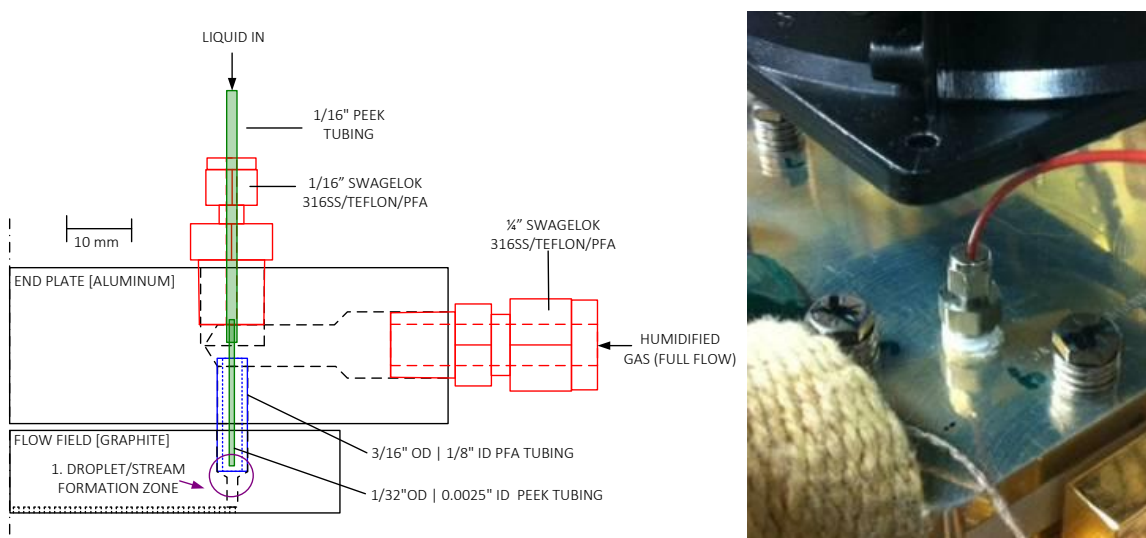 LIQUID IN
1/16" PEEK
TUBING
1/16” SWAGELOK
316SS/TEFLON/PFA
¼” SWAGELOK
316SS/TEFLON/PFA
10 mm
END PLATE [ALUMINUM]
HUMIDIFIED
GAS (FULL FLOW)
FLOW FIELD [GRAPHITE]
1. DROPLET/STREAM
FORMATION ZONE
3/16" OD | 1/8" ID PFA TUBING
1/32"OD | 0.0025" ID PEEK TUBING